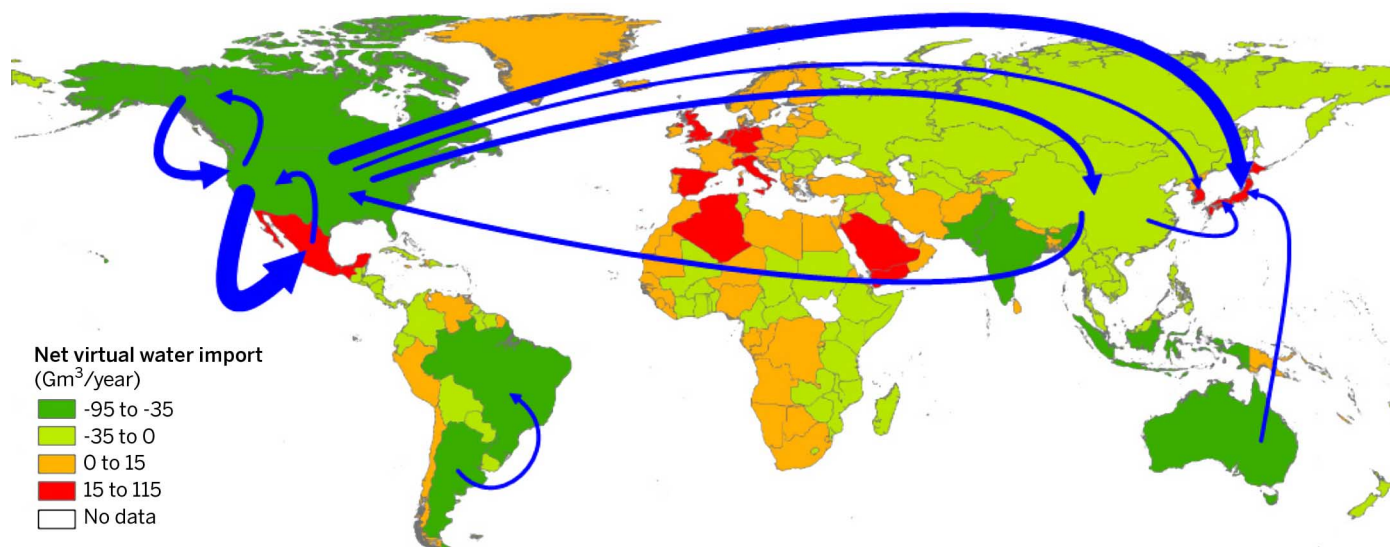 Net virtual water import
(Gm³/year)
-95 to -35
-35 to 0
0 to 15
15 to 115
No data